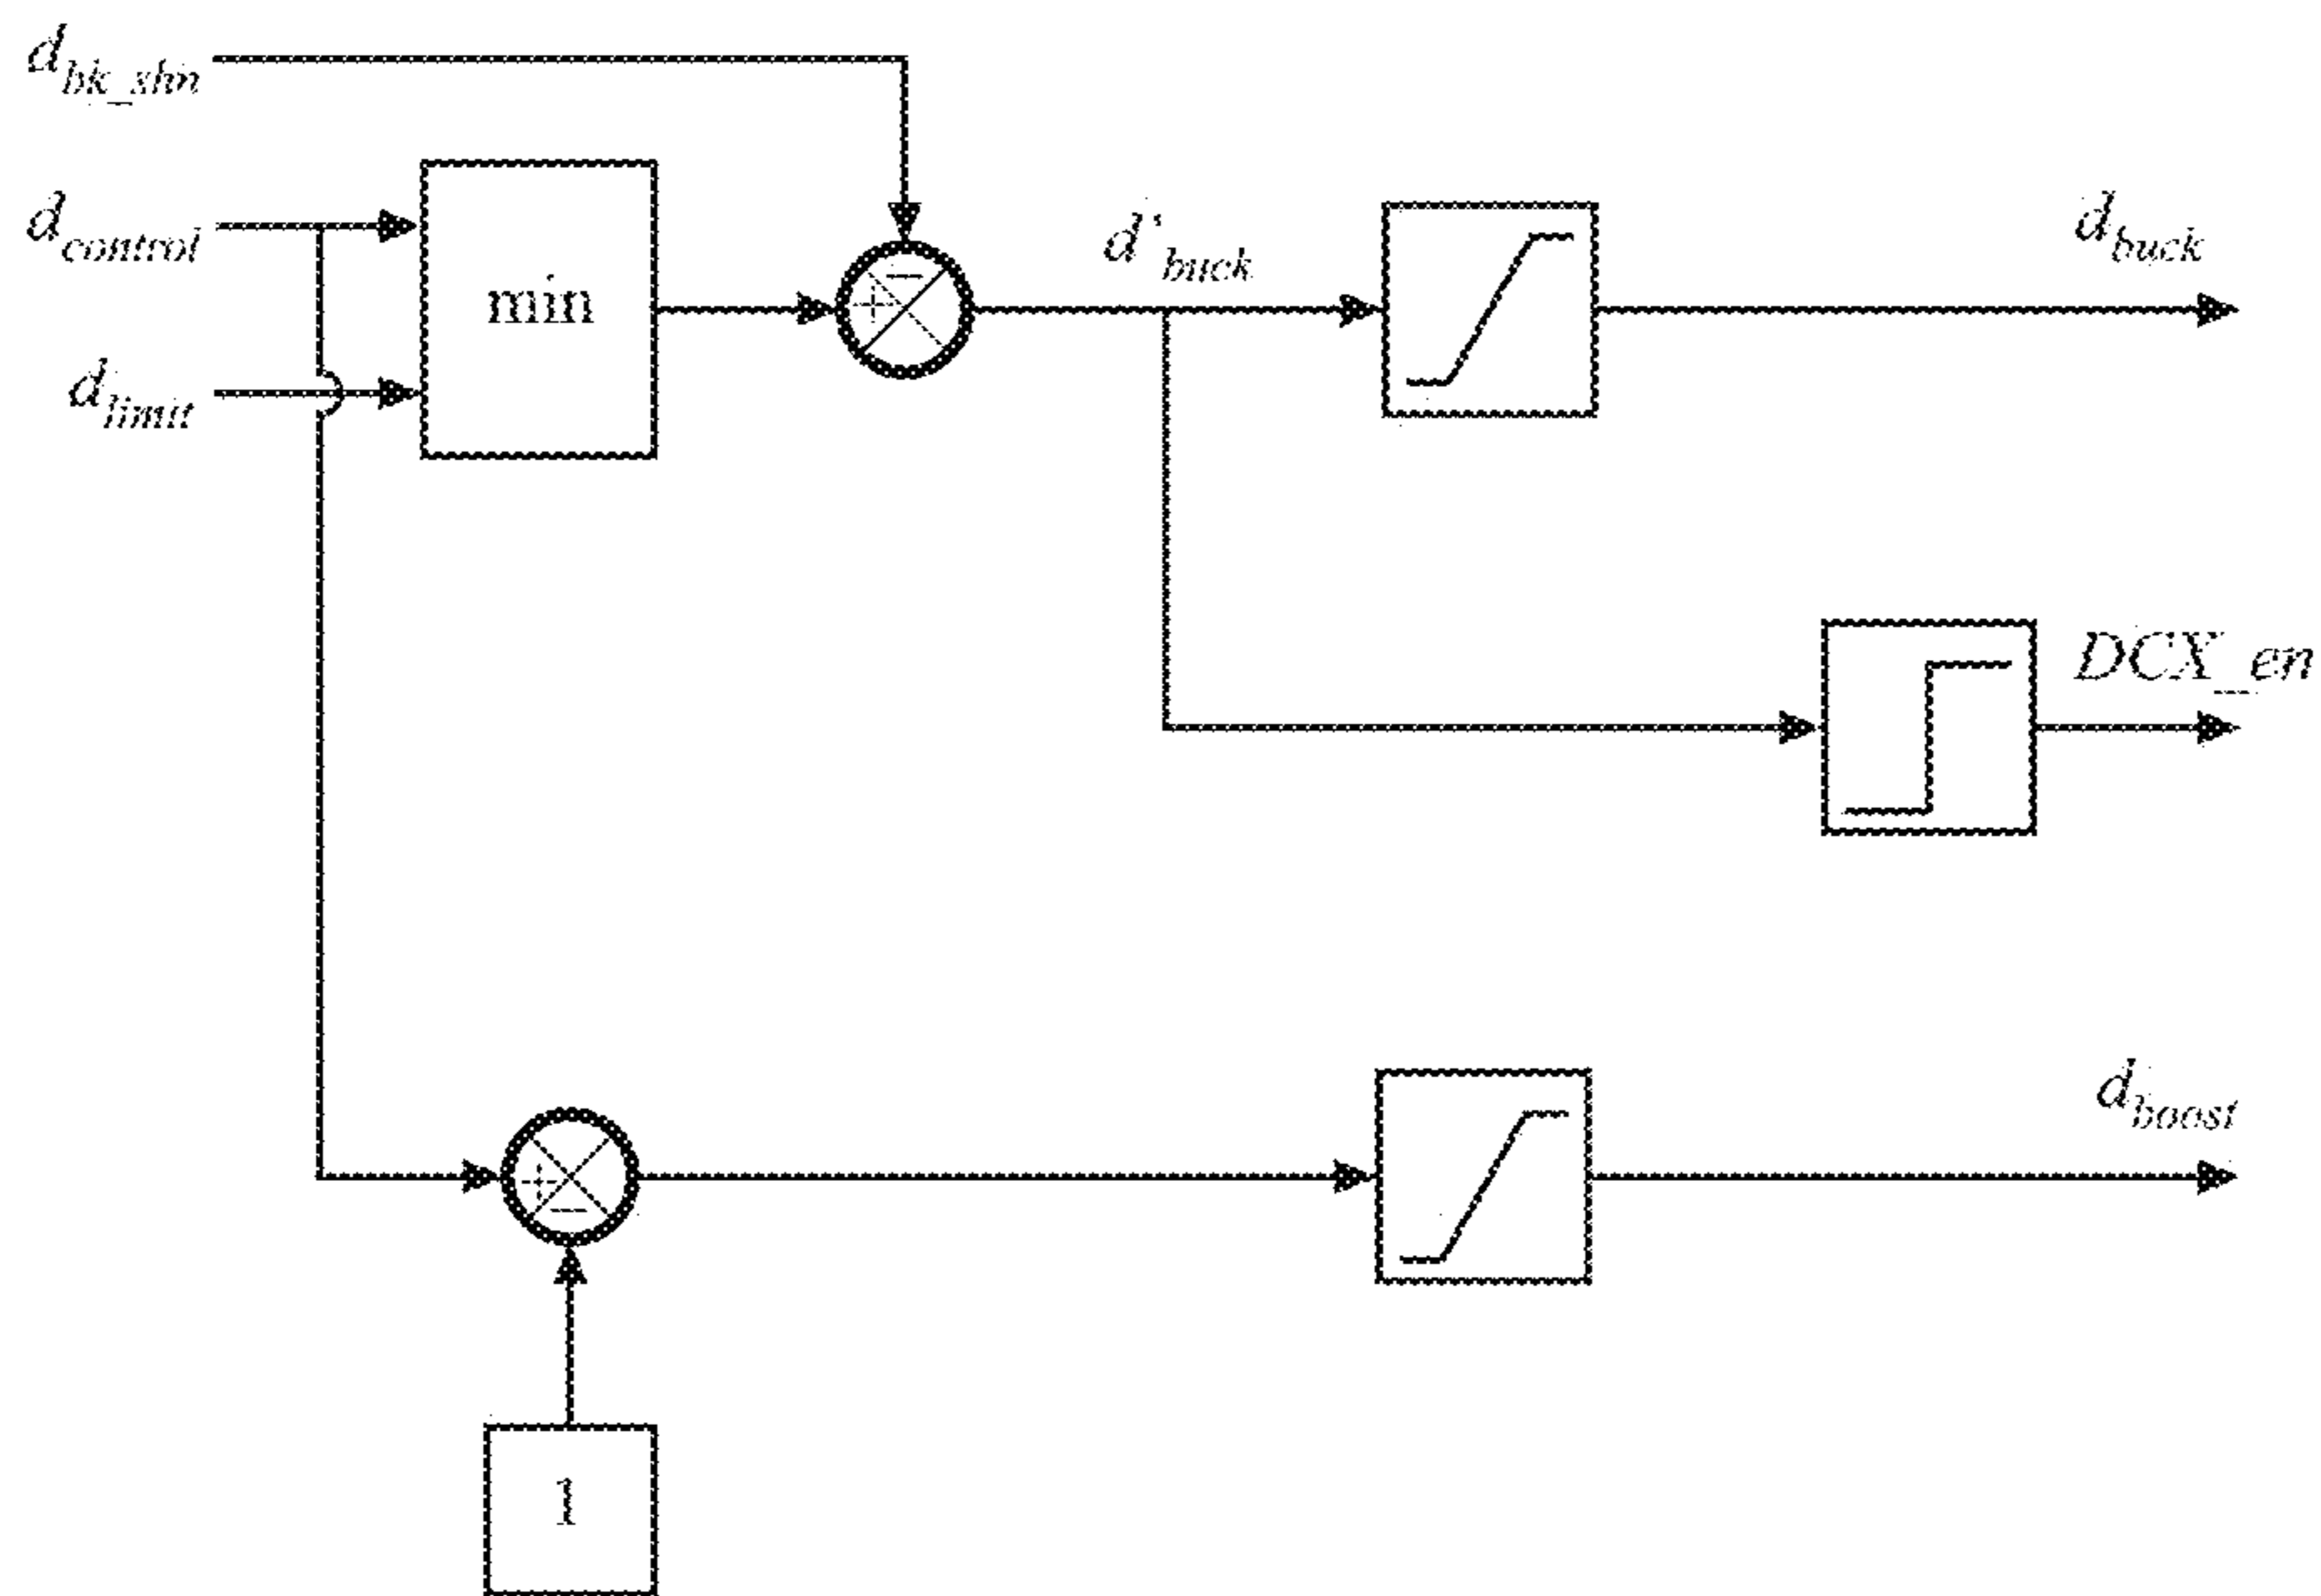 d_bk_shn
d_control
min
d'_buck
d_buck
d_limit
DCX_en
d_boost
1